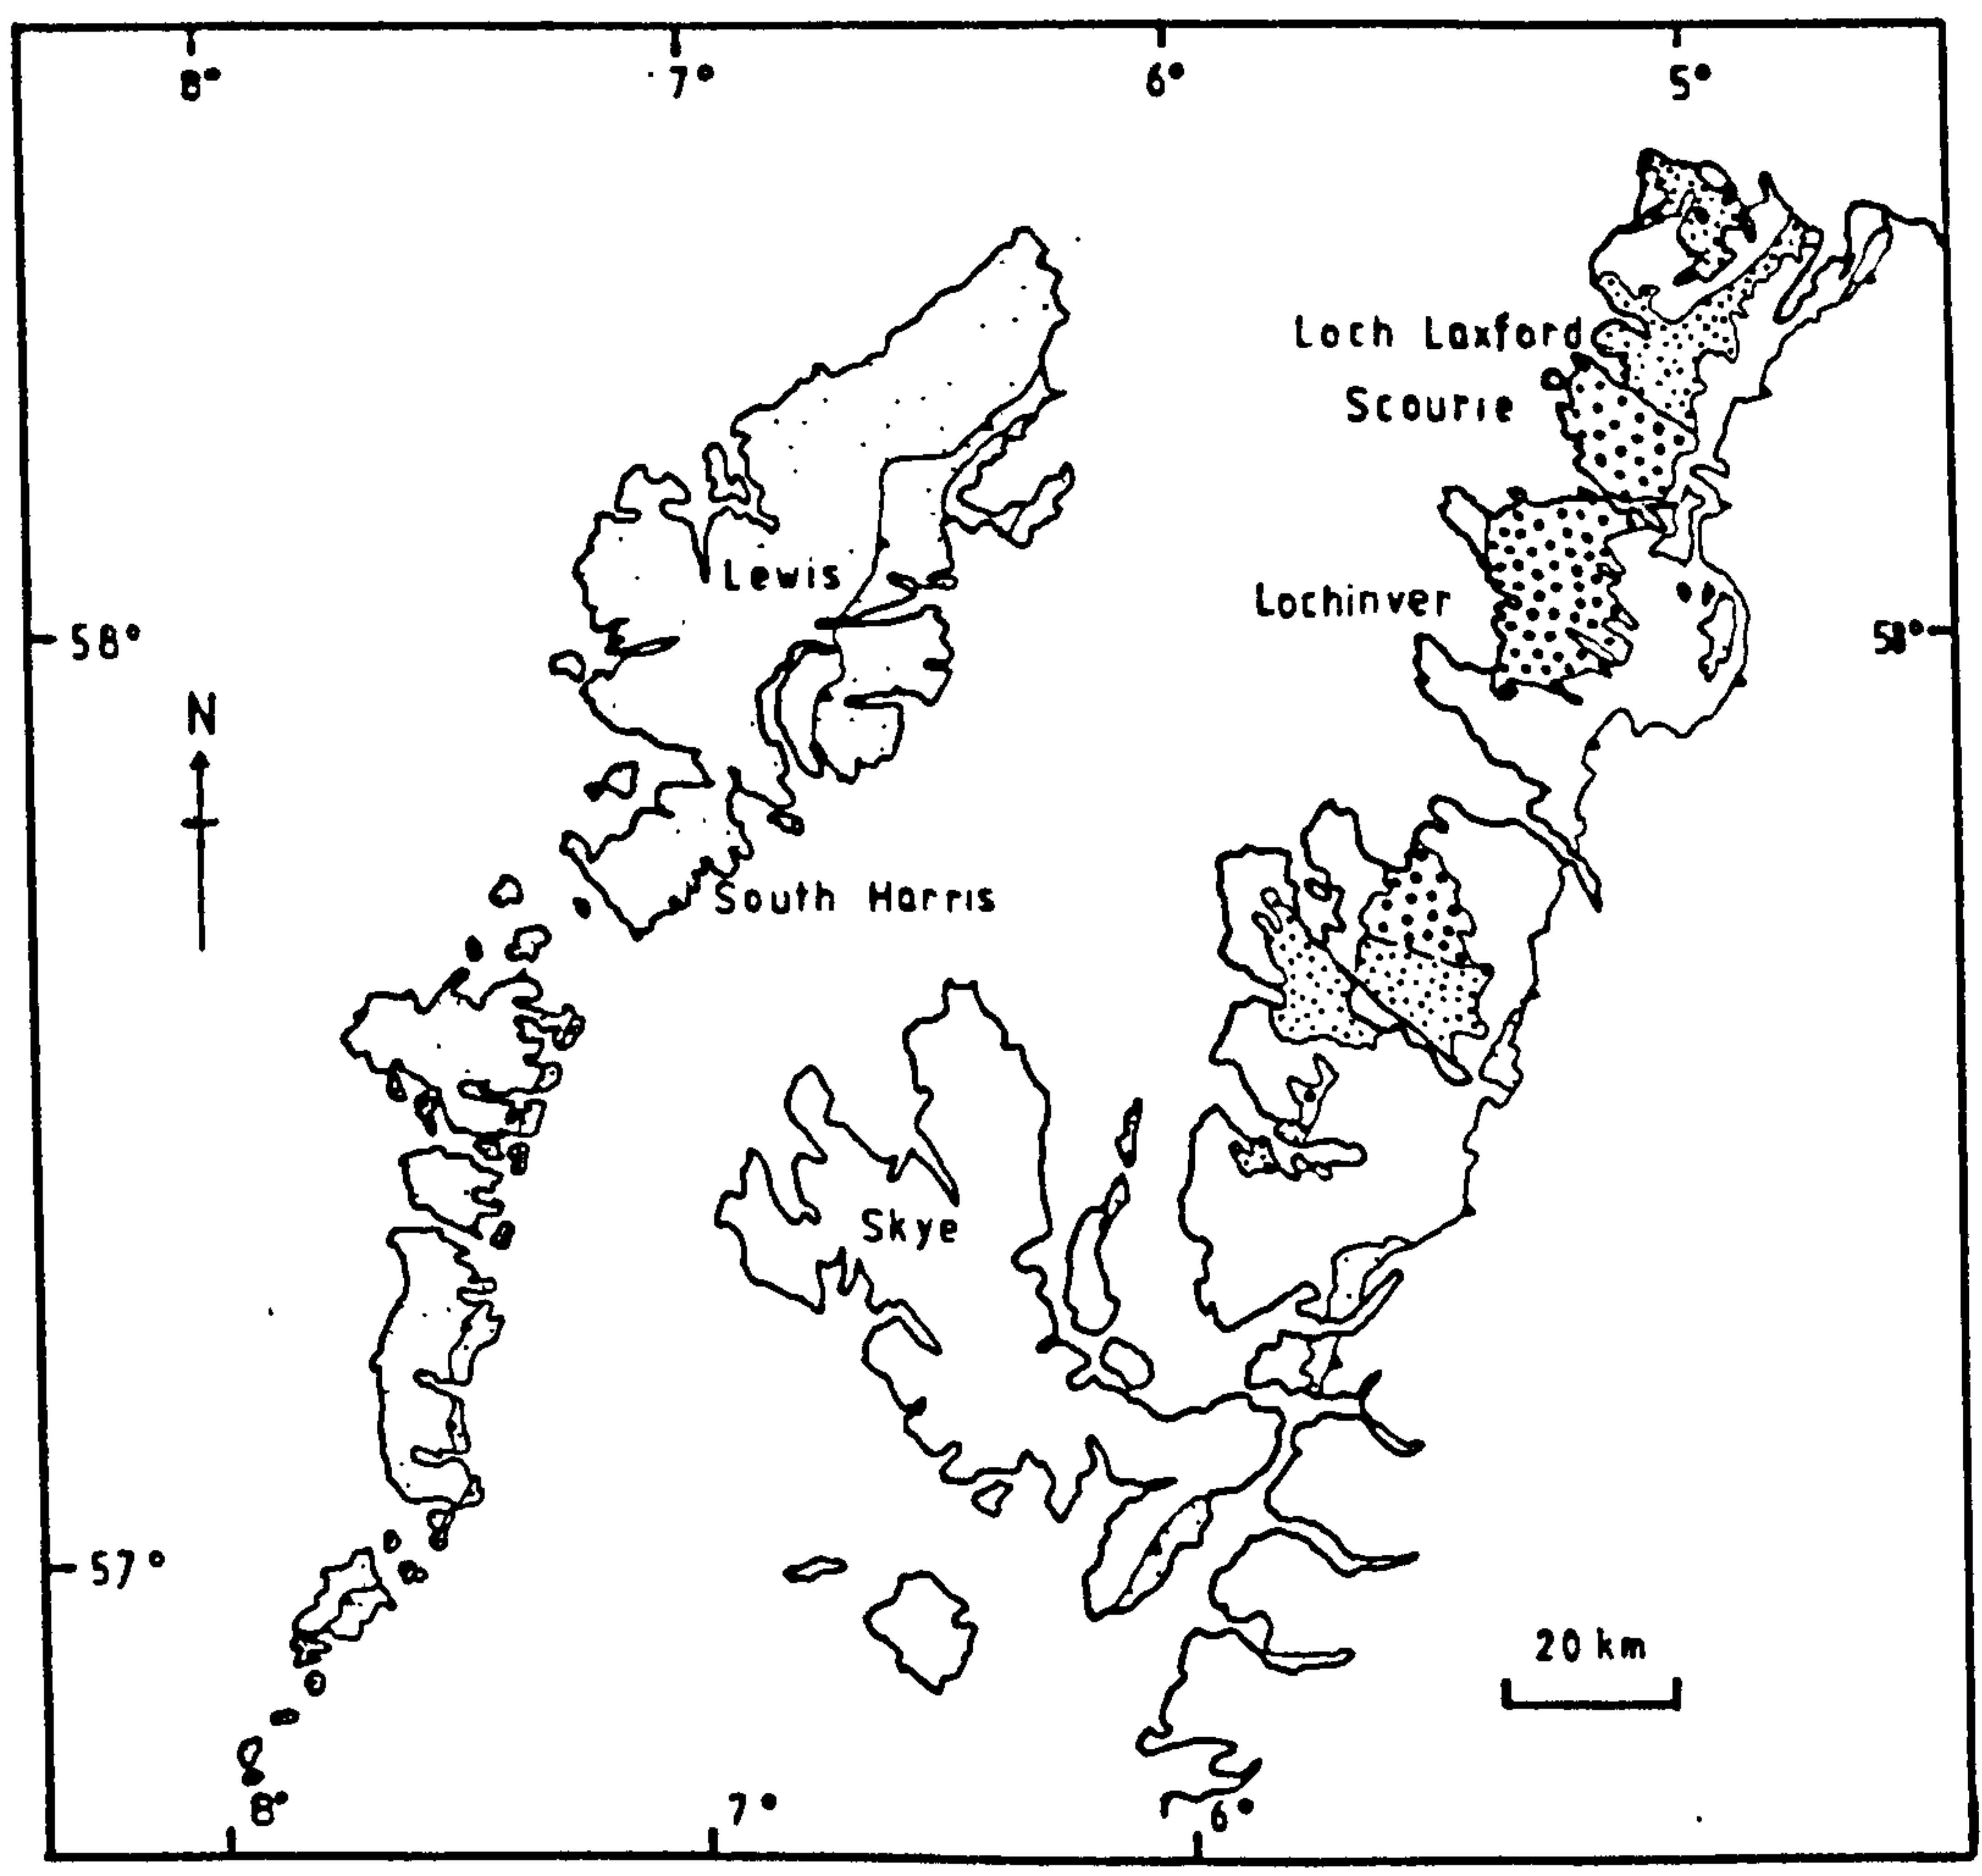 8° 7° 6° 5°
Loch Laxford
Scourie
Lewis
Lochinver
58° 58°
N
South Harris
Skye
57°
20 km
8° 7° 6°